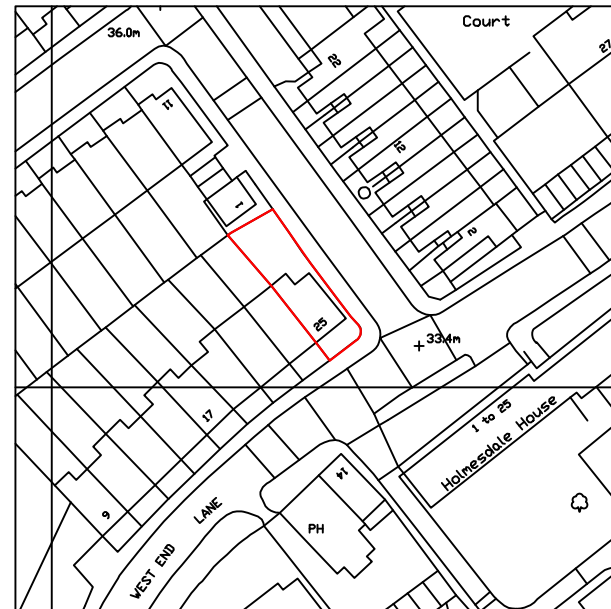 Court
36.0m
22
27
11
12
1
2
25
33.4m
1 to 25
Holmesdale House
17
14
9
LANE
WEST END
PH